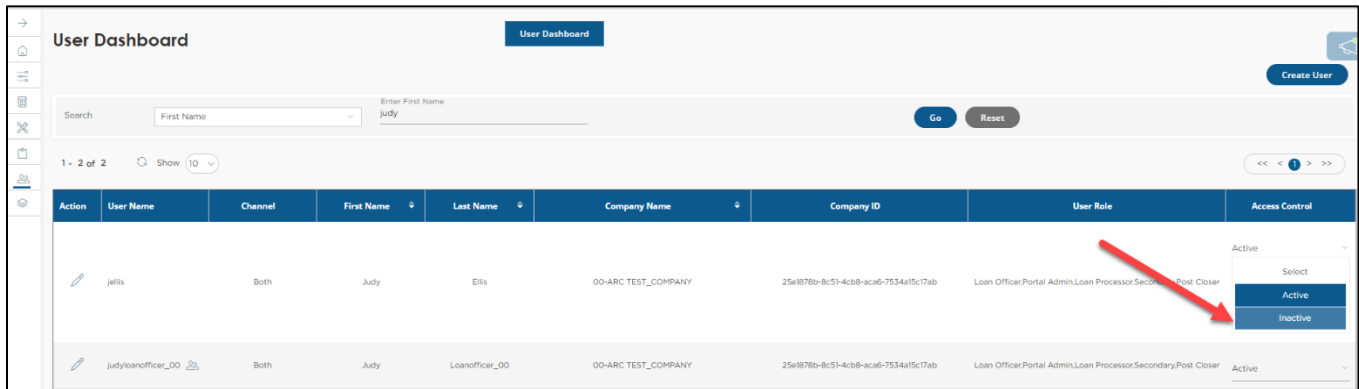 User Dashboard
User Dashboard
Create User
Search First Name Enter First Name
judy
Go Reset
1 - 2 of 2 Show 10 << < 1 > >>
Action User Name Channel First Name Last Name Company Name Company ID User Role Access Control
Active
Select
jellis Both Judy Ellis 00-ARC TEST_COMPANY 25e1878b-8c51-4cb8-aca6-7534a15c17ab Loan Officer,Portal Admin,Loan Processor,Secondary,Post Closer
Active
Inactive
judyloanofficer_00 Both Judy Loanofficer_00 00-ARC TEST_COMPANY 25e1878b-8c51-4cb8-aca6-7534a15c17ab Loan Officer,Portal Admin,Loan Processor,Secondary,Post Closer Active